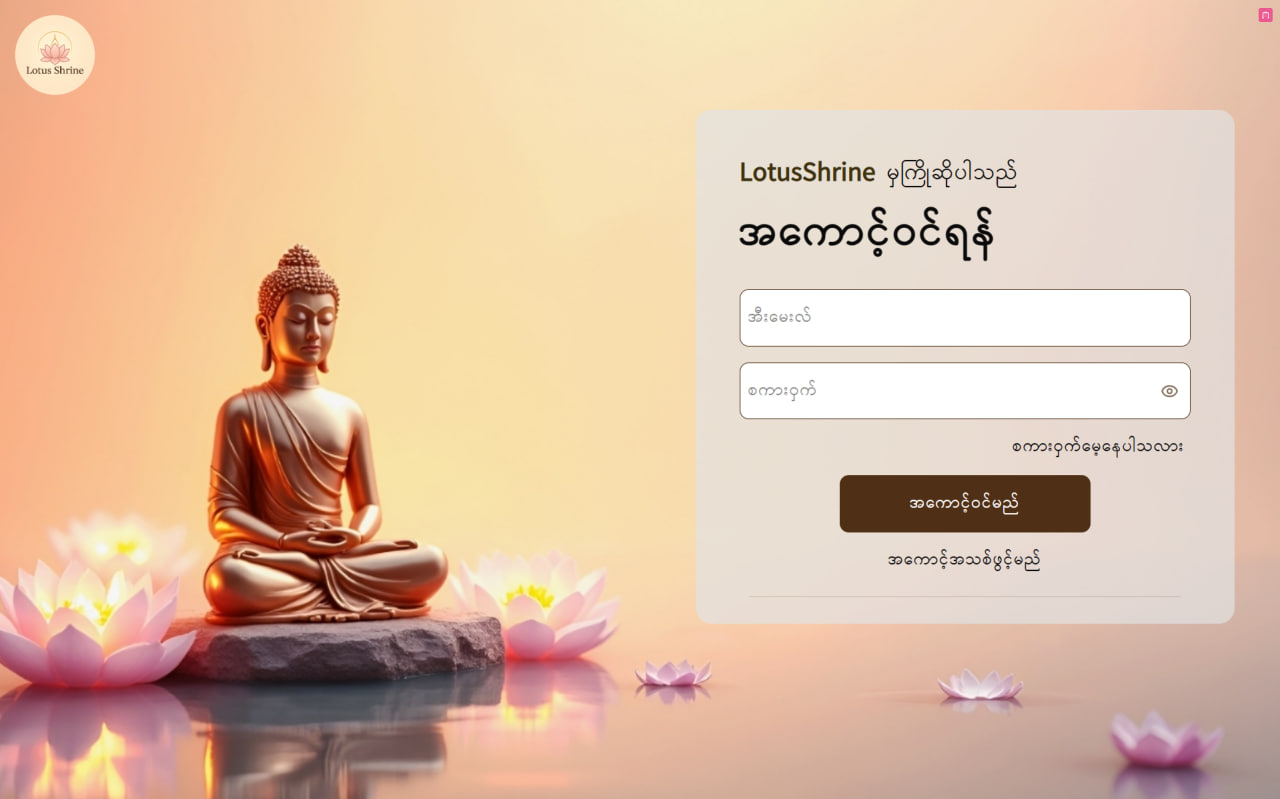 Lotus Shrine
LotusShrine မှကြိုဆိုပါသည်
အကောင့်ဝင်ရန်
အီးမေးလ်
စကားဝှက်
စကားဝှက်မေ့နေပါသလား
အကောင့်ဝင်မည်
အကောင့်အသစ်ဖွင့်မည်